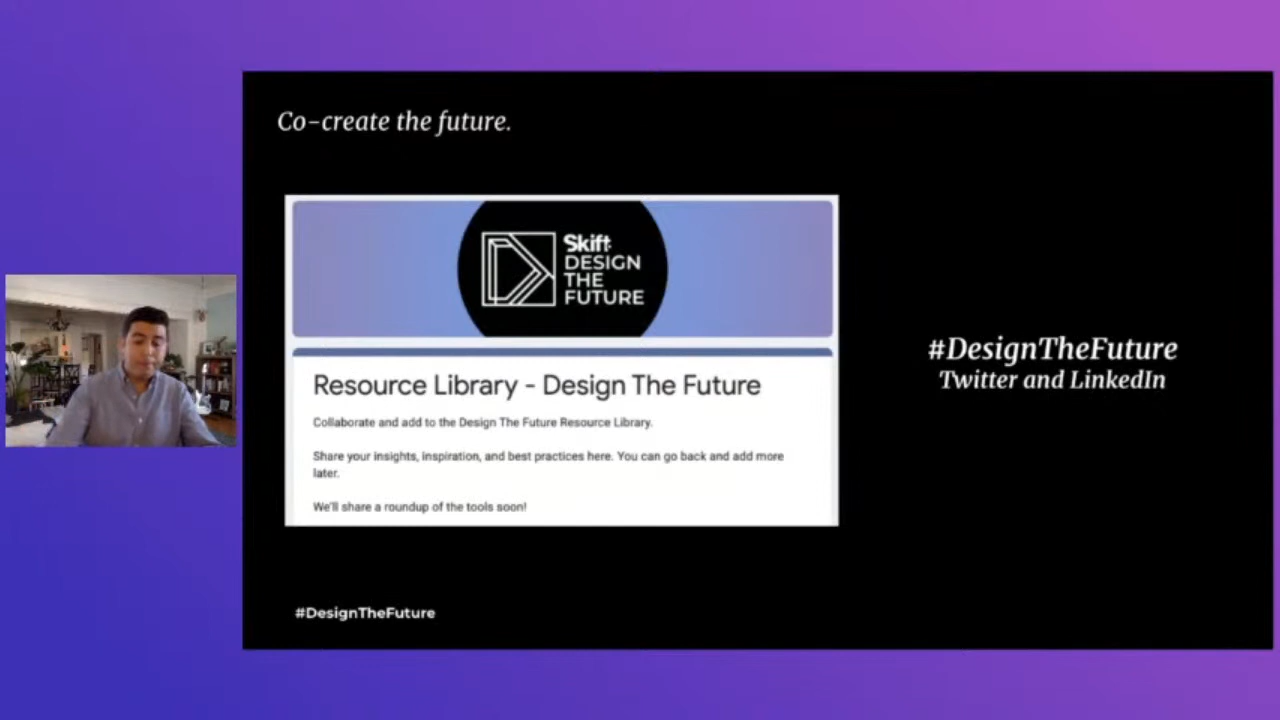 Co-create the future.
Skift:
DESIGN
THE
FUTURE
Resource Library - Design The Future
Collaborate and add to the Design The Future Resource Library.
Share your insights, inspiration, and best practices here. You can go back and add more
later.
We'll share a roundup of the tools soon!
#DesignTheFuture
Twitter and LinkedIn
#DesignTheFuture